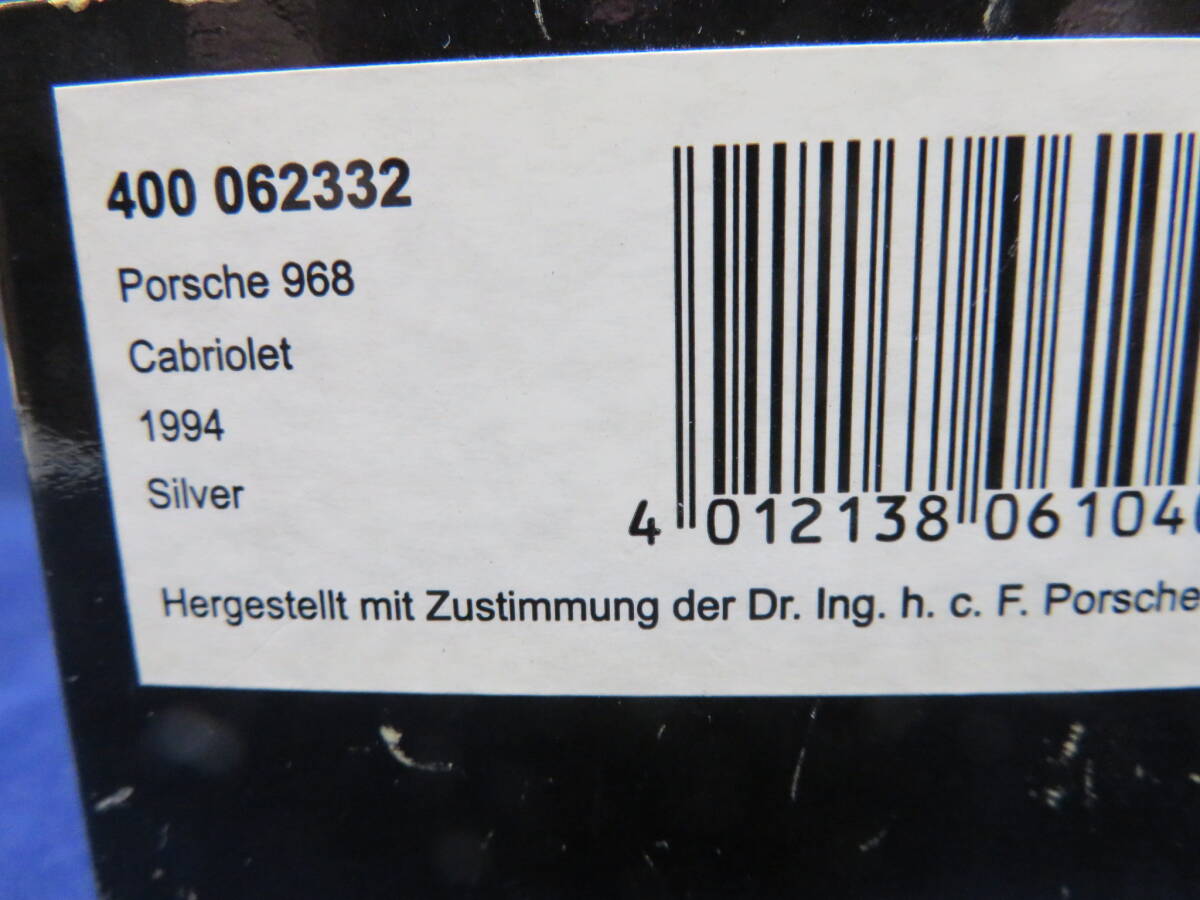 400 062332
Porsche 968
Cabriolet
1994
Silver
4 012138 06104
Hergestellt mit Zustimmung der Dr. Ing. h. c. F. Porsche